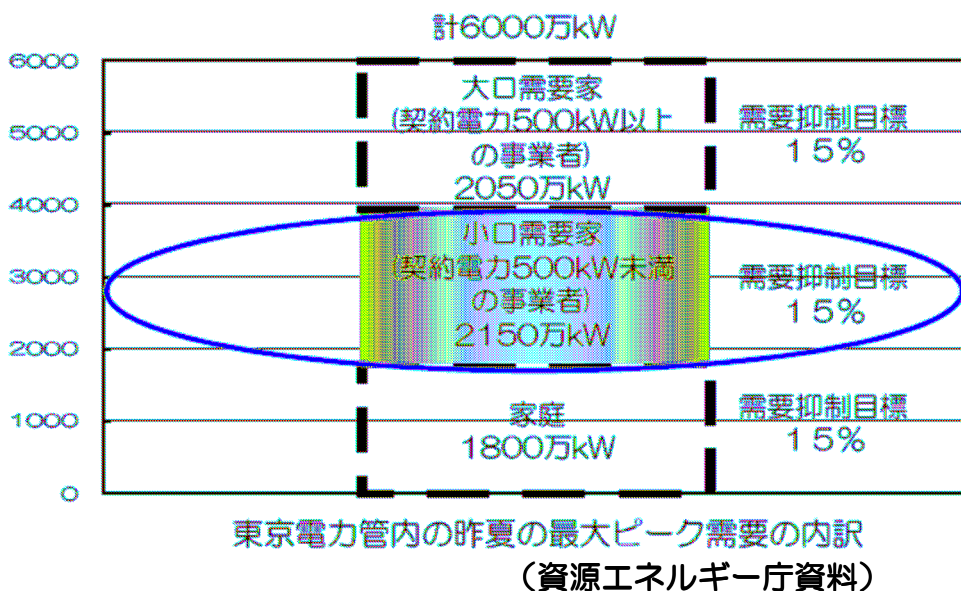 計6000万kW
6000
大口需要家
(契約電力500kW以上
の事業者)
2050万kW
需要抑制目標
15%
5000
4000
小口需要家
(契約電力500kW未満
の事業者)
2150万kW
需要抑制目標
15%
3000
2000
家庭
1800万kW
需要抑制目標
15%
1000
0
東京電力管内の昨夏の最大ピーク需要の内訳
（資源エネルギー庁資料）